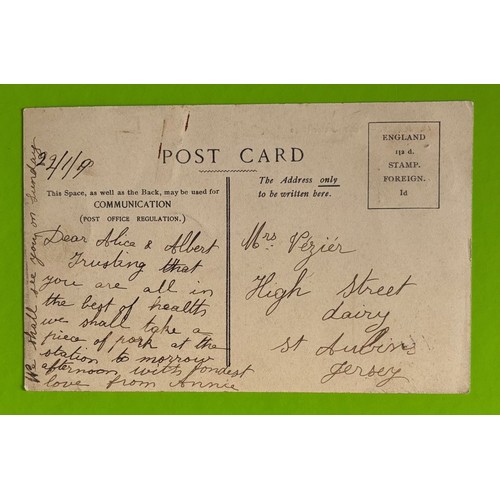 22/1/9
POST CARD
This Space, as well as the Back, may be used for
COMMUNICATION
(POST OFFICE REGULATION.)
The Address only
to be written here.
ENGLAND
1/2 d.
STAMP.
FOREIGN.
1d
Dear Alice & Albert
Trusting that
you are all in
the best of health
we shall take a
piece of pork at the
station to morrow
afternoon with fondest
love from Annie
We shall see you on Sunday
Mrs. Vézier
High Street
dairy
St Aubins
Jersey